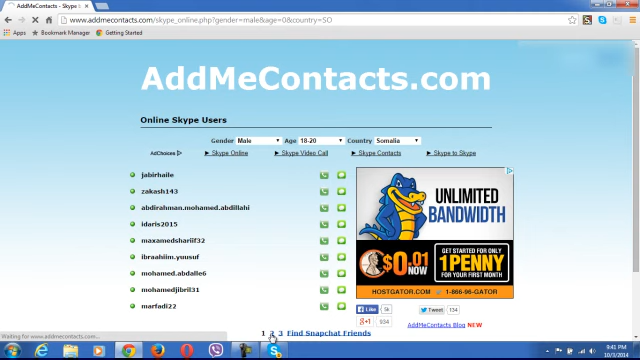 AddMeContacts - Skype Use
www.addmecontacts.com/skype_online.php?gender=male&age=0&country=SO
Apps Bookmark Manager Getting Started
AddMeContacts.com
Online Skype Users
Gender Male Age 18-20 Country Somalia
AdChoices ► Skype Online ► Skype Video Call ► Skype Contacts ► Skype to Skype
jabirhaile
zakash143
abdirahman.mohamed.abdillahi
idaris2015
maxamedshariif32
ibraahiim.yuusuf
mohamed.abdalle6
mohamedjibril31
marfadi22
UNLIMITED
BANDWIDTH
$0.01
NOW
GET STARTED FOR ONLY
1 PENNY
FOR YOUR FIRST MONTH
HOSTGATOR.COM • 1-866-96-GATOR
Like 5k Tweet 134
+1 934
AddMeContacts Blog NEW
1 2 3 Find Snapchat Friends
Waiting for www.addmecontacts.com...
9:41 PM
10/3/2014